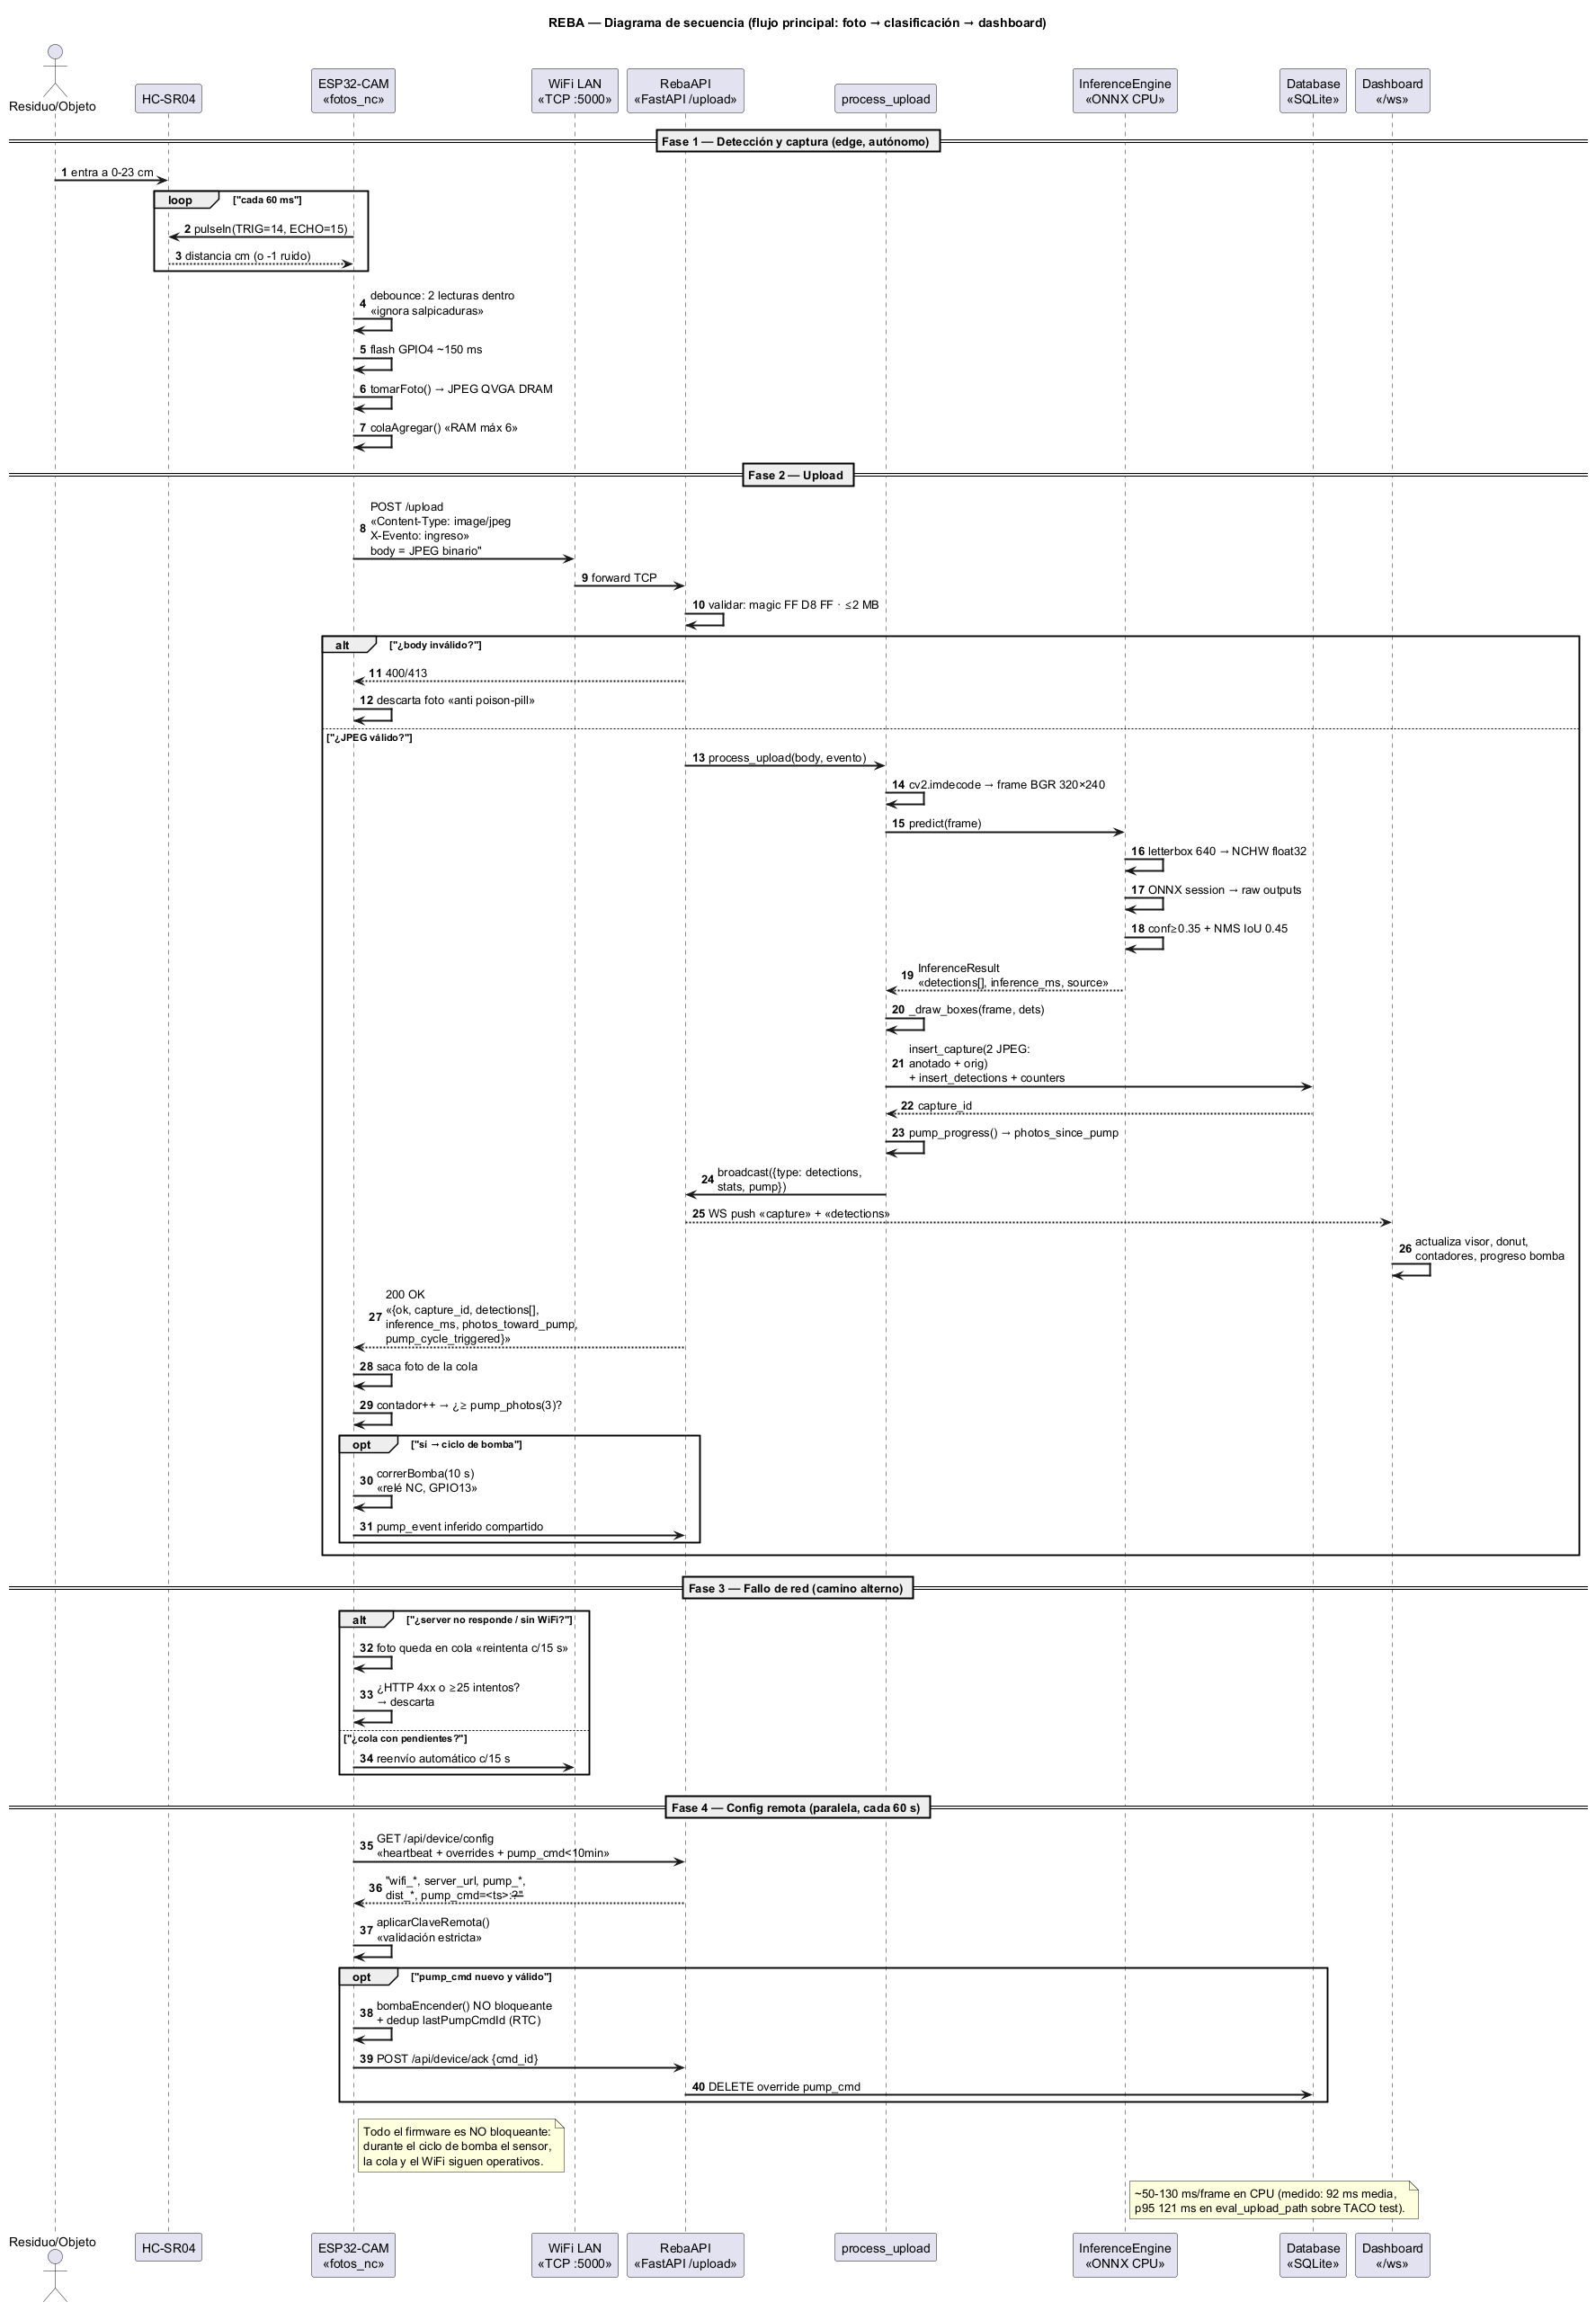 REBA — Diagrama de secuencia (flujo principal: foto → clasificación → dashboard)
Residuo/Objeto
HC-SR04
ESP32-CAM
«fotos_nc»
WiFi LAN
«TCP :5000»
RebaAPI
«FastAPI /upload»
process_upload
InferenceEngine
«ONNX CPU»
Database
«SQLite»
Dashboard
«/ws»
Fase 1 — Detección y captura (edge, autónomo)
1 entra a 0-23 cm
loop ["cada 60 ms"]
2 pulseIn(TRIG=14, ECHO=15)
3 distancia cm (o -1 ruido)
4 debounce: 2 lecturas dentro
«ignora salpicaduras»
5 flash GPIO4 ~150 ms
6 tomarFoto() → JPEG QVGA DRAM
7 colaAgregar() «RAM máx 6»
Fase 2 — Upload
8 POST /upload
«Content-Type: image/jpeg
X-Evento: ingreso»
body = JPEG binario"
9 forward TCP
10 validar: magic FF D8 FF · ≤2 MB
alt ["¿body inválido?"]
11 400/413
12 descarta foto «anti poison-pill»
["¿JPEG válido?"]
13 process_upload(body, evento)
14 cv2.imdecode → frame BGR 320×240
15 predict(frame)
16 letterbox 640 → NCHW float32
17 ONNX session → raw outputs
18 conf≥0.35 + NMS IoU 0.45
19 InferenceResult
«detections[], inference_ms, source»
20 _draw_boxes(frame, dets)
21 insert_capture(2 JPEG:
anotado + orig)
+ insert_detections + counters
22 capture_id
23 pump_progress() → photos_since_pump
24 broadcast({type: detections,
stats, pump})
25 WS push «capture» + «detections»
26 actualiza visor, donut,
contadores, progreso bomba
27 200 OK
«{ok, capture_id, detections[],
inference_ms, photos_toward_pump,
pump_cycle_triggered}»
28 saca foto de la cola
29 contador++ → ¿≥ pump_photos(3)?
opt ["sí → ciclo de bomba"]
30 correrBomba(10 s)
«relé NC, GPIO13»
31 pump_event inferido compartido
Fase 3 — Fallo de red (camino alterno)
alt ["¿server no responde / sin WiFi?"]
32 foto queda en cola «reintenta c/15 s»
33 ¿HTTP 4xx o ≥25 intentos?
→ descarta
["¿cola con pendientes?"]
34 reenvío automático c/15 s
Fase 4 — Config remota (paralela, cada 60 s)
35 GET /api/device/config
«heartbeat + overrides + pump_cmd<10min»
36 "wifi_*, server_url, pump_*,
dist_*, pump_cmd=<ts>:?"
37 aplicarClaveRemota()
«validación estricta»
opt ["pump_cmd nuevo y válido"]
38 bombaEncender() NO bloqueante
+ dedup lastPumpCmdId (RTC)
39 POST /api/device/ack {cmd_id}
40 DELETE override pump_cmd
Todo el firmware es NO bloqueante:
durante el ciclo de bomba el sensor,
la cola y el WiFi siguen operativos.
~50-130 ms/frame en CPU (medido: 92 ms media,
p95 121 ms en eval_upload_path sobre TACO test).
Residuo/Objeto
HC-SR04
ESP32-CAM
«fotos_nc»
WiFi LAN
«TCP :5000»
RebaAPI
«FastAPI /upload»
process_upload
InferenceEngine
«ONNX CPU»
Database
«SQLite»
Dashboard
«/ws»